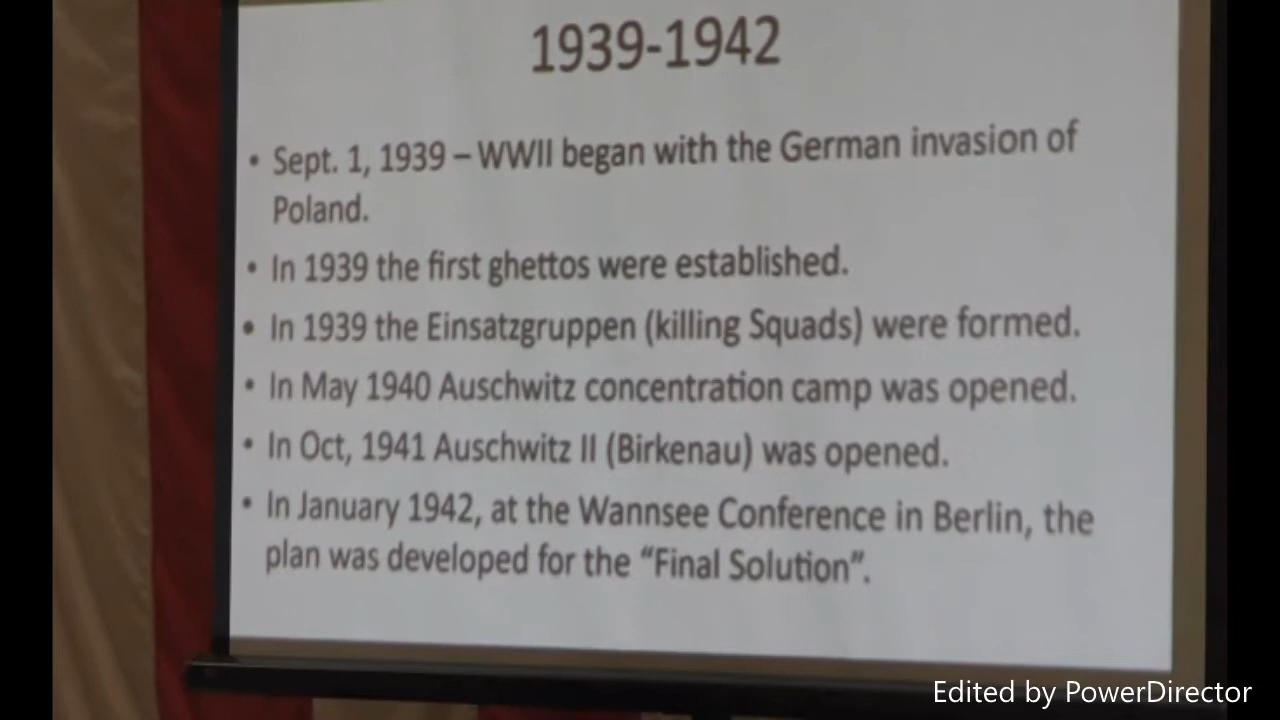 1939-1942
• Sept. 1, 1939 – WWII began with the German invasion of
Poland.
• In 1939 the first ghettos were established.
• In 1939 the Einsatzgruppen (killing Squads) were formed.
• In May 1940 Auschwitz concentration camp was opened.
• In Oct, 1941 Auschwitz II (Birkenau) was opened.
• In January 1942, at the Wannsee Conference in Berlin, the
plan was developed for the “Final Solution”.
Edited by PowerDirector